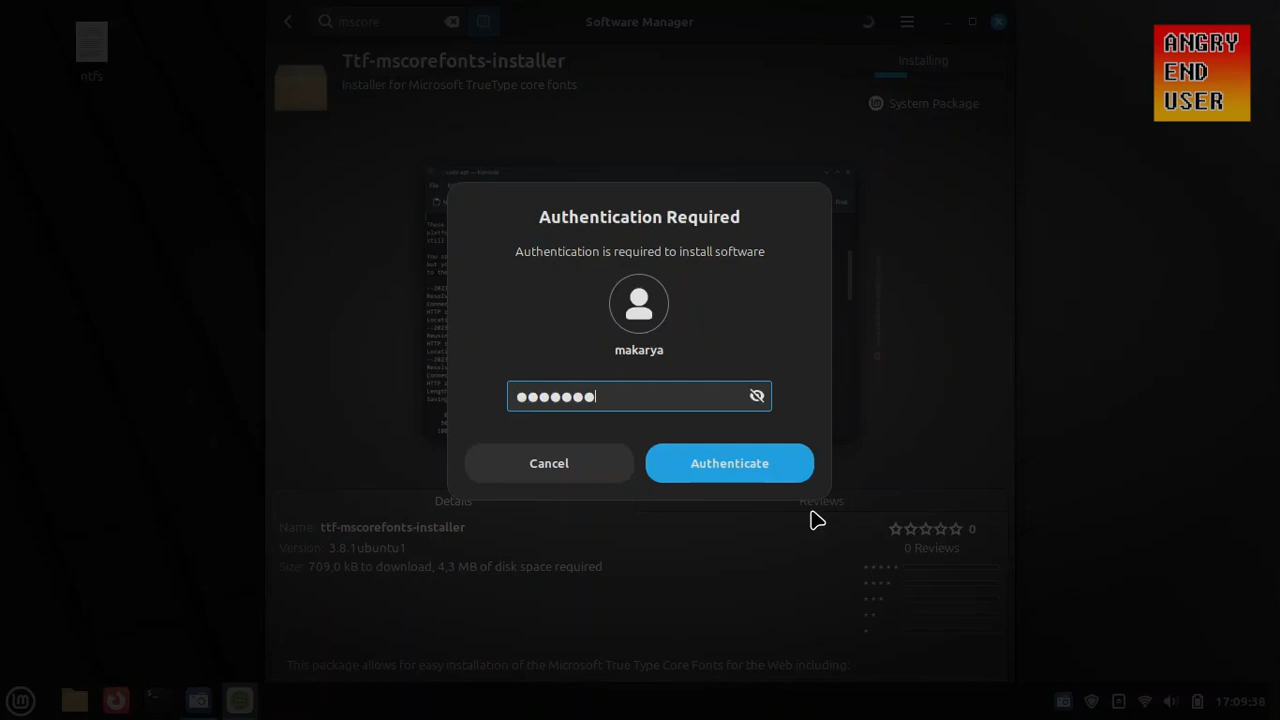 mscore
Software Manager
ntfs
Ttf-mscorefonts-installer
Installer for Microsoft TrueType core fonts
Installing
System Package
ANGRY
END
USER
Authentication Required
Authentication is required to install software
makarya
Cancel
Authenticate
Details
Reviews
Name: ttf-mscorefonts-installer
0
Version: 3.8.1ubuntu1
0 Reviews
Size: 709,0 kB to download, 4,3 MB of disk space required
This package allows for easy installation of the Microsoft True Type Core Fonts for the Web including:
17:09:38